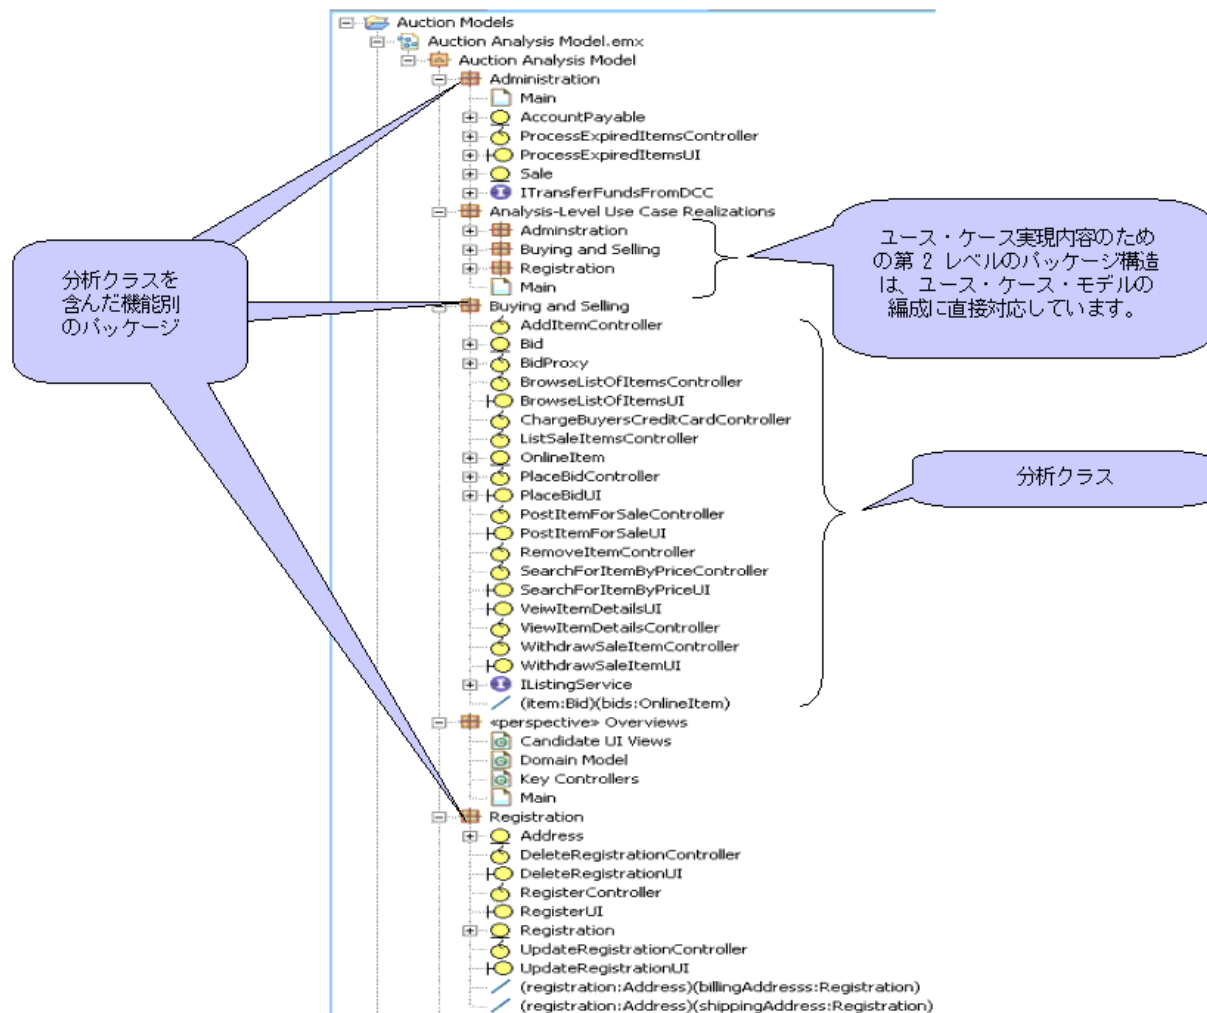 Auction Models
Auction Analysis Model.emx
Auction Analysis Model
Administration
Main
AccountPayable
ProcessExpiredItemsController
ProcessExpiredItemsUI
Sale
ITransferFundsFromDCC
Analysis-Level Use Case Realizations
Adminstration
Buying and Selling
Registration
Main
Buying and Selling
AddItemController
Bid
BidProxy
BrowseListOfItemsController
BrowseListOfItemsUI
ChargeBuyersCreditCardController
ListSaleItemsController
OnlineItem
PlaceBidController
PlaceBidUI
PostItemForSaleController
PostItemForSaleUI
RemoveItemController
SearchForItemByPriceController
SearchForItemByPriceUI
VeiwItemDetailsUI
ViewItemDetailsController
WithdrawSaleItemController
WithdrawSaleItemUI
IListingService
(item:Bid)(bids:OnlineItem)
«perspective» Overviews
Candidate UI Views
Domain Model
Key Controllers
Main
Registration
Address
DeleteRegistrationController
DeleteRegistrationUI
RegisterController
RegisterUI
Registration
UpdateRegistrationController
UpdateRegistrationUI
(registration:Address)(billingAddresss:Registration)
(registration:Address)(shippingAddress:Registration)
分析クラスを
含んだ機能別
のパッケージ
ユース・ケース実現内容のため
の第 2 レベルのパッケージ構造
は、ユース・ケース・モデルの
編成に直接対応しています。
分析クラス